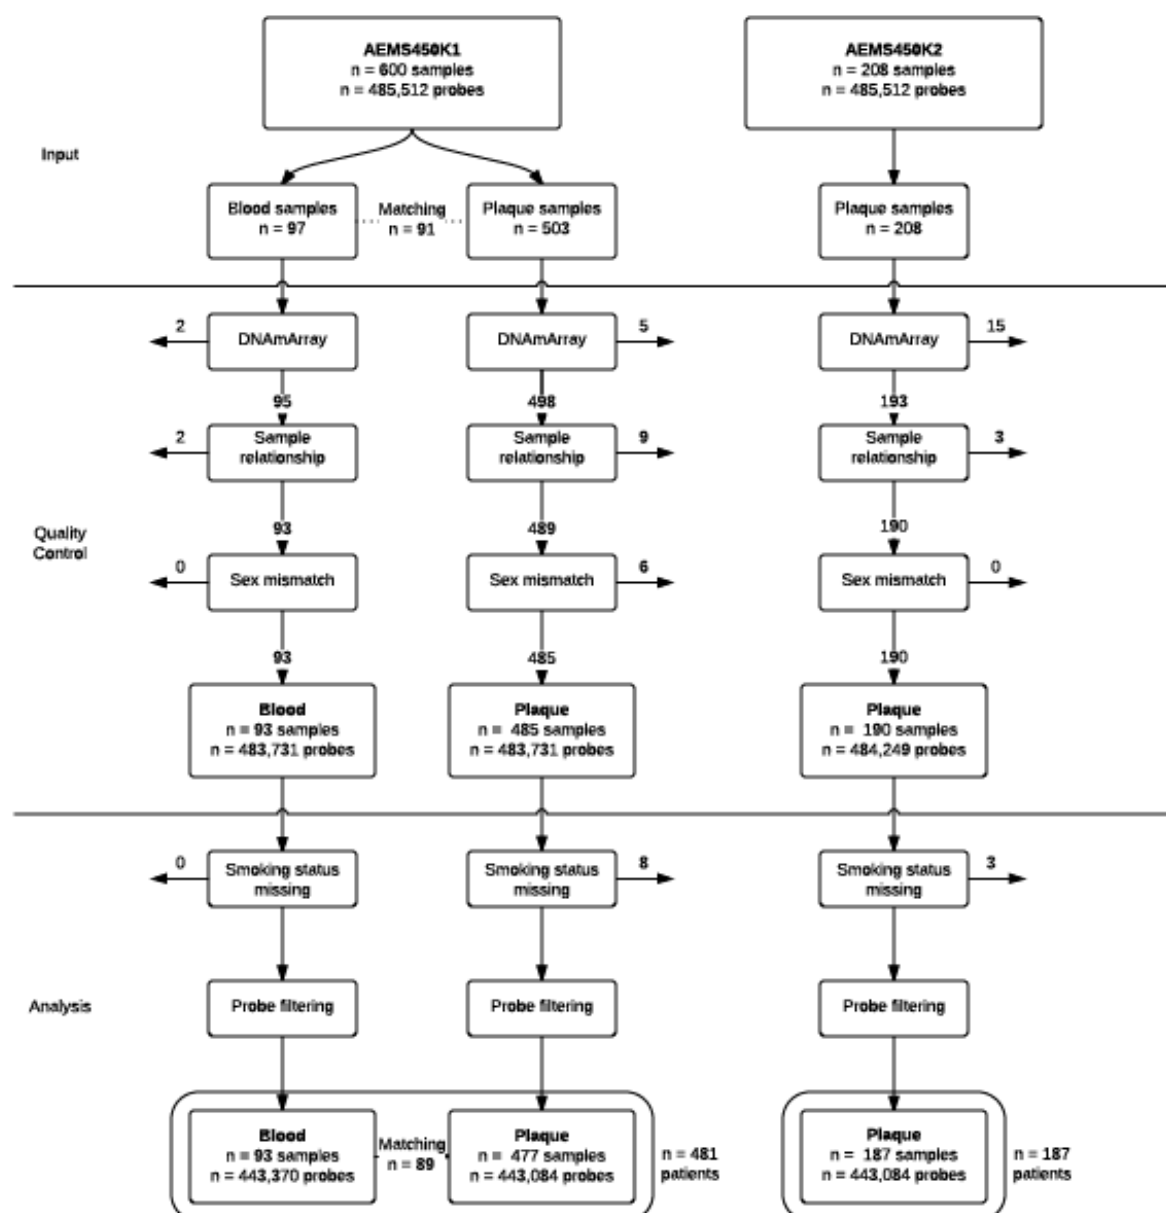 AEMS450K1
n = 600 samples
n = 485,512 probes
AEMS450K2
n = 208 samples
n = 485,512 probes
Input
Blood samples
n = 97
Matching
n = 91
Plaque samples
n = 503
Plaque samples
n = 208
2
DNAmArray
DNAmArray
5
DNAmArray
15
95
498
193
2
Sample
relationship
Sample
relationship
9
Sample
relationship
3
93
489
190
Quality
Control
0
Sex mismatch
Sex mismatch
6
Sex mismatch
0
93
485
190
Blood
n = 93 samples
n = 483,731 probes
Plaque
n = 485 samples
n = 483,731 probes
Plaque
n = 190 samples
n = 484,249 probes
0
Smoking status
missing
Smoking status
missing
8
Smoking status
missing
3
Analysis
Probe filtering
Probe filtering
Probe filtering
Blood
n = 93 samples
n = 443,370 probes
Matching
n = 89
Plaque
n = 477 samples
n = 443,084 probes
n = 481
patients
Plaque
n = 187 samples
n = 443,084 probes
n = 187
patients